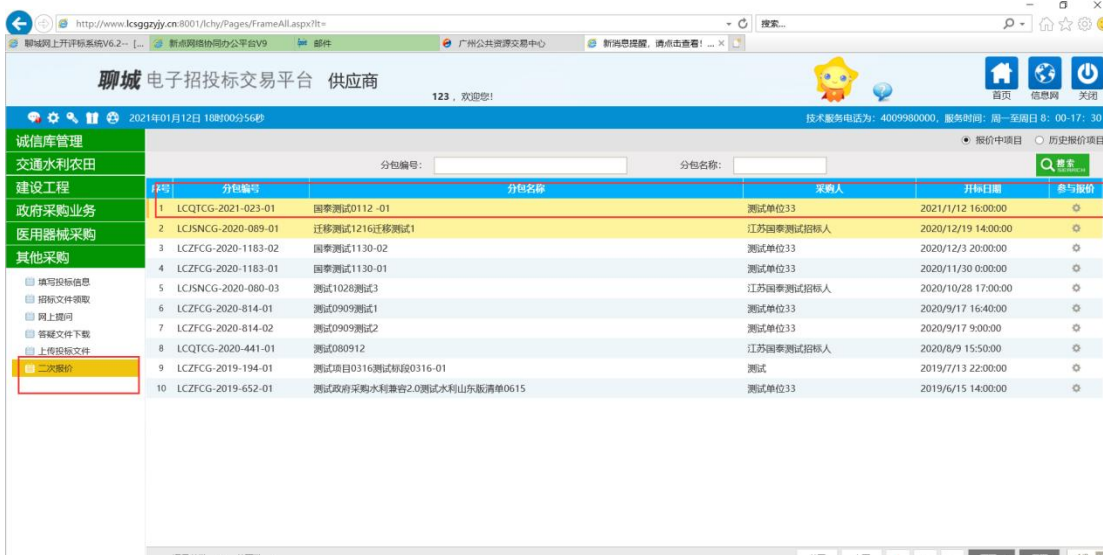 http://www.lcsggzyjy.cn:8001/lchy/Pages/FrameAll.aspx?lt= 搜索...
聊城网上开评标系统V6.2-- [... 新点网络协同办公平台V9 邮件 广州公共资源交易中心 新消息提醒，请点击查看! ...
聊城 电子招投标交易平台 供应商
123 ，欢迎您!
首页 信息网 关闭
2021年01月12日 18时00分56秒 技术服务电话为：4009980000，服务时间：周一至周日 8：00-17：30
诚信库管理
交通水利农田
建设工程
政府采购业务
医用器械采购
其他采购
填写投标信息
招标文件领取
网上提问
答疑文件下载
上传投标文件
二次报价
报价中项目 历史报价项目
分包编号： 分包名称： 搜索 SEARCH
序号 分包编号 分包名称 采购人 开标日期 参与报价
1 LCQTCG-2021-023-01 国泰测试0112 -01 测试单位33 2021/1/12 16:00:00
2 LCJSNCG-2020-089-01 迁移测试1216迁移测试1 江苏国泰测试招标人 2020/12/19 14:00:00
3 LCZFCG-2020-1183-02 国泰测试1130-02 测试单位33 2020/12/3 20:00:00
4 LCZFCG-2020-1183-01 国泰测试1130-01 测试单位33 2020/11/30 0:00:00
5 LCJSNCG-2020-080-03 测试1028测试3 江苏国泰测试招标人 2020/10/28 17:00:00
6 LCZFCG-2020-814-01 测试0909测试1 测试单位33 2020/9/17 16:40:00
7 LCZFCG-2020-814-02 测试0909测试2 测试单位33 2020/9/17 9:00:00
8 LCQTCG-2020-441-01 测试080912 江苏国泰测试招标人 2020/8/9 15:50:00
9 LCZFCG-2019-194-01 测试项目0316测试标段0316-01 测试 2019/7/13 22:00:00
10 LCZFCG-2019-652-01 测试政府采购水利兼容2.0测试水利山东版清单0615 测试单位33 2019/6/15 14:00:00